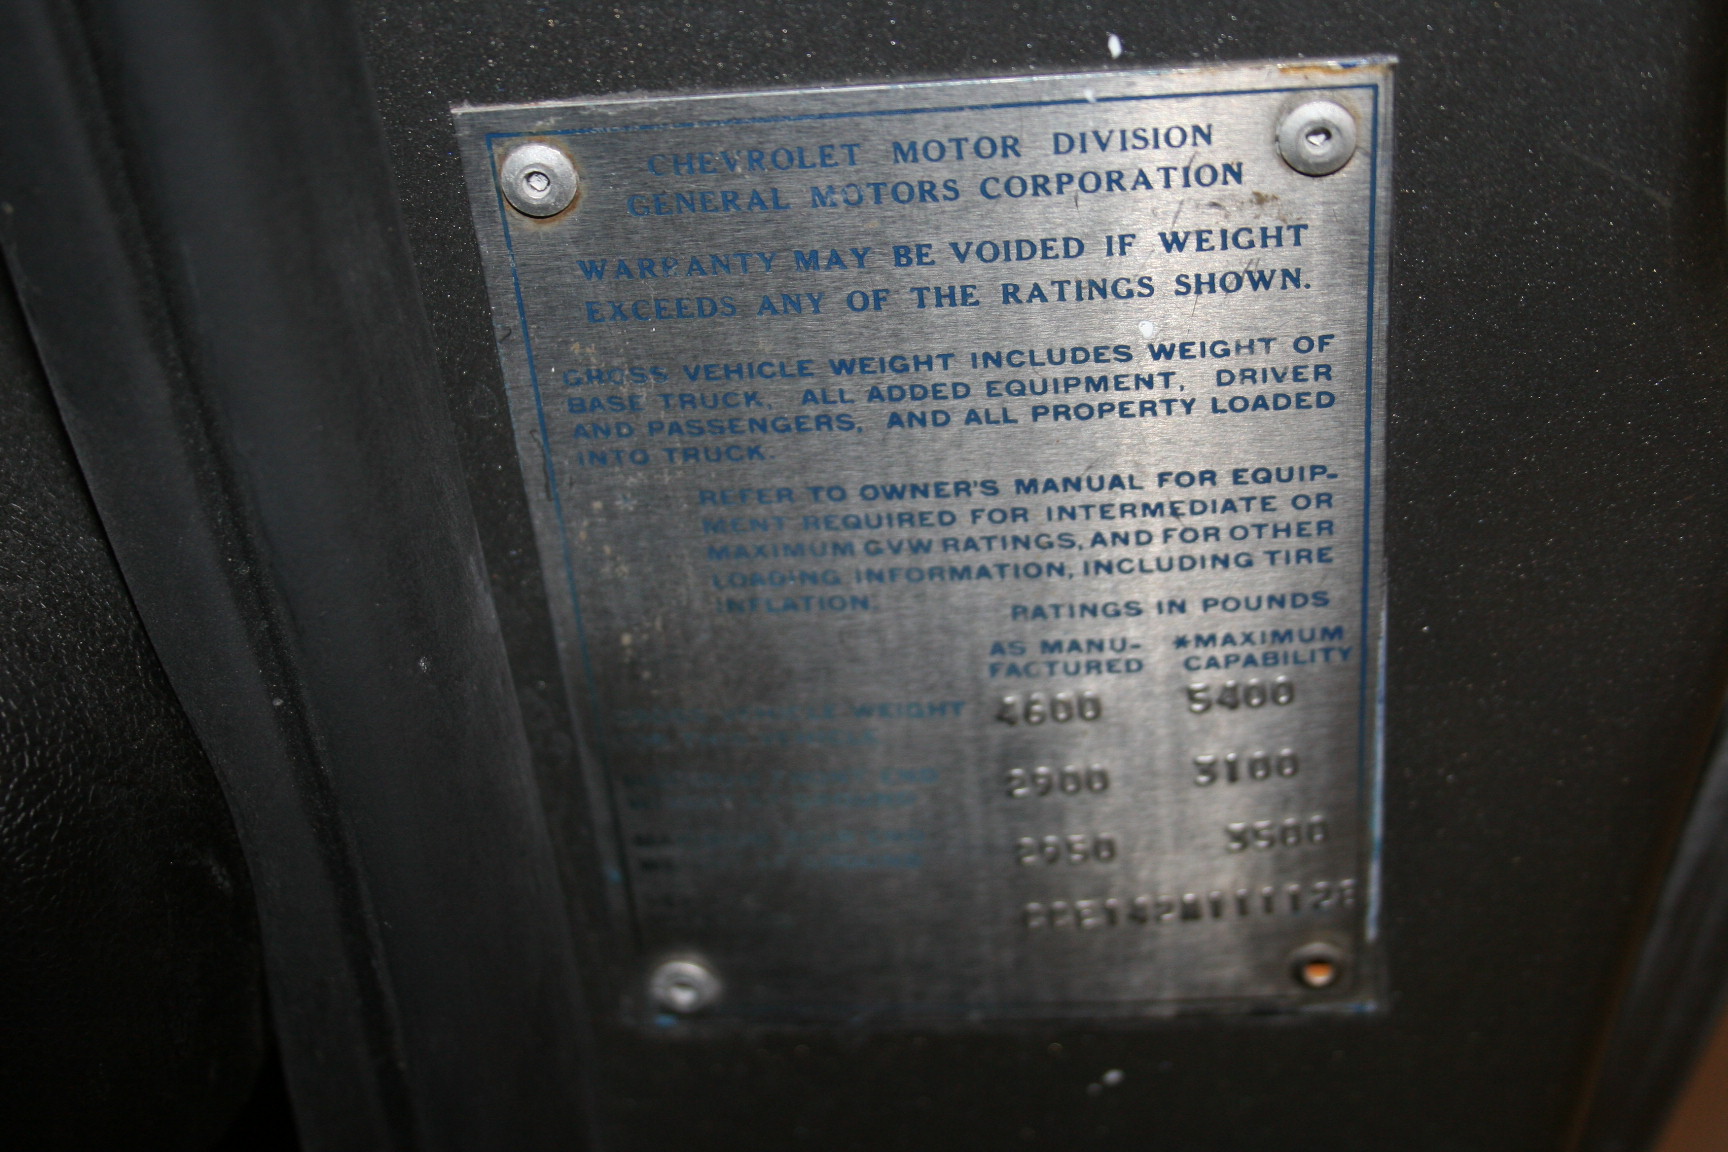 CHEVROLET MOTOR DIVISION
GENERAL MOTORS CORPORATION
WARRANTY MAY BE VOIDED IF WEIGHT
EXCEEDS ANY OF THE RATINGS SHOWN.
GROSS VEHICLE WEIGHT INCLUDES WEIGHT OF
BASE TRUCK, ALL ADDED EQUIPMENT, DRIVER
AND PASSENGERS, AND ALL PROPERTY LOADED
INTO TRUCK.
REFER TO OWNER'S MANUAL FOR EQUIP-
MENT REQUIRED FOR INTERMEDIATE OR
MAXIMUM GVW RATINGS, AND FOR OTHER
LOADING INFORMATION, INCLUDING TIRE
INFLATION.
RATINGS IN POUNDS
AS MANU- *MAXIMUM
FACTURED CAPABILITY
VEHICLE WEIGHT 4600 5400
2900 3100
2950 3500